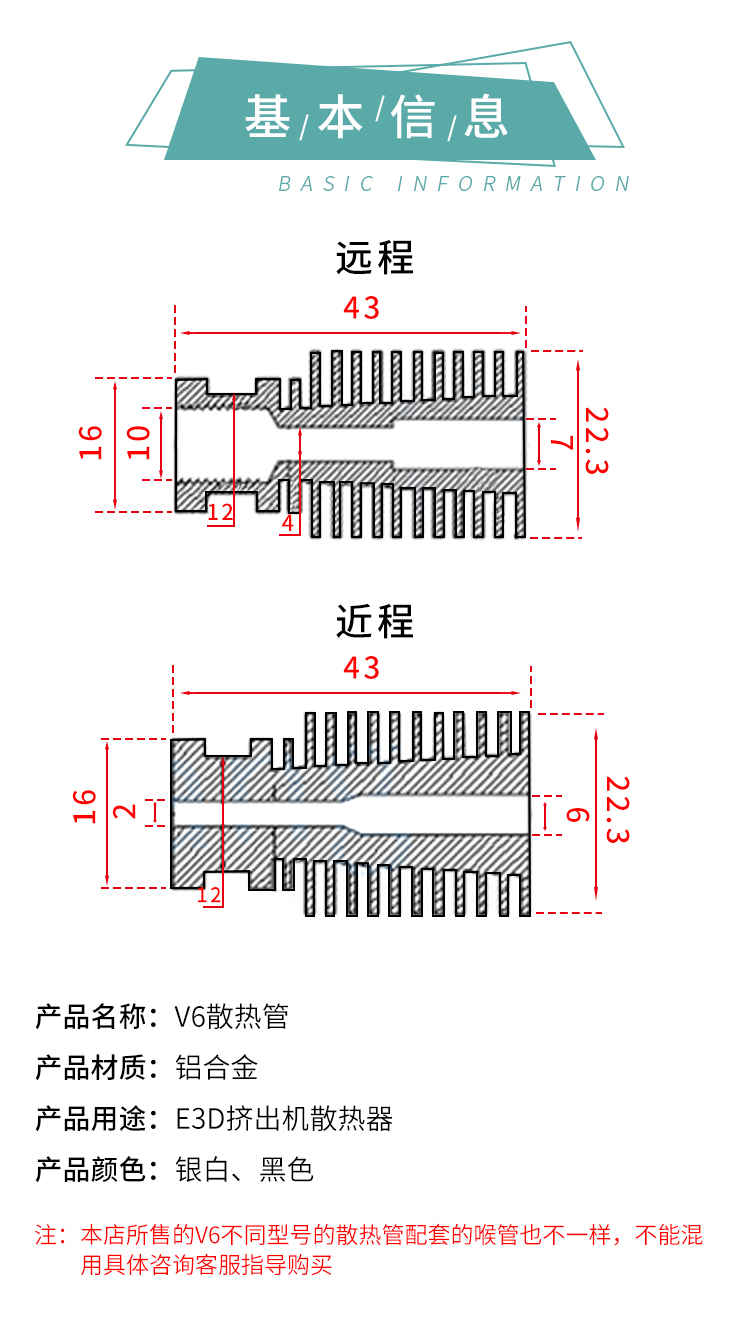 基/本/信/息
BASIC INFORMATION
远程
43
16
10
12
4
7
22.3
近程
43
16
2
12
6
22.3
产品名称：V6散热管
产品材质：铝合金
产品用途：E3D挤出机散热器
产品颜色：银白、黑色
注：本店所售的V6不同型号的散热管配套的喉管也不一样，不能混
用具体咨询客服指导购买